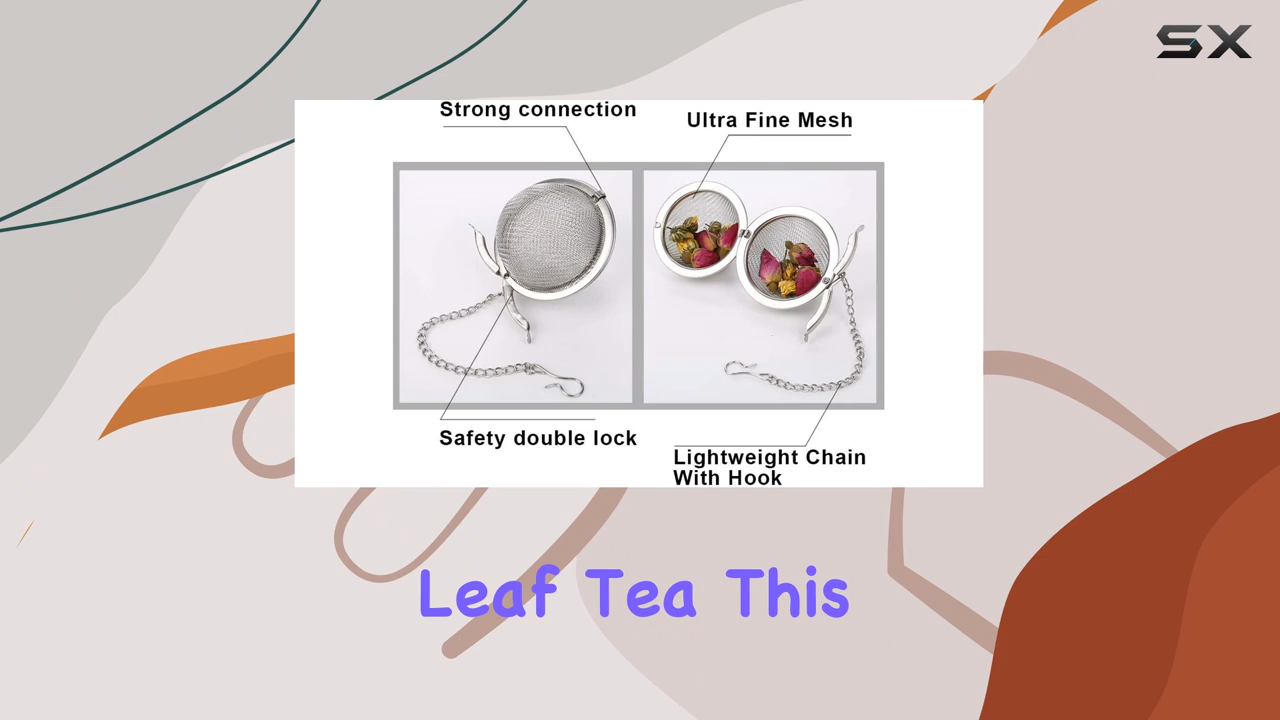 SX
Strong connection
Ultra Fine Mesh
Safety double lock
Lightweight Chain
With Hook
Leaf Tea This